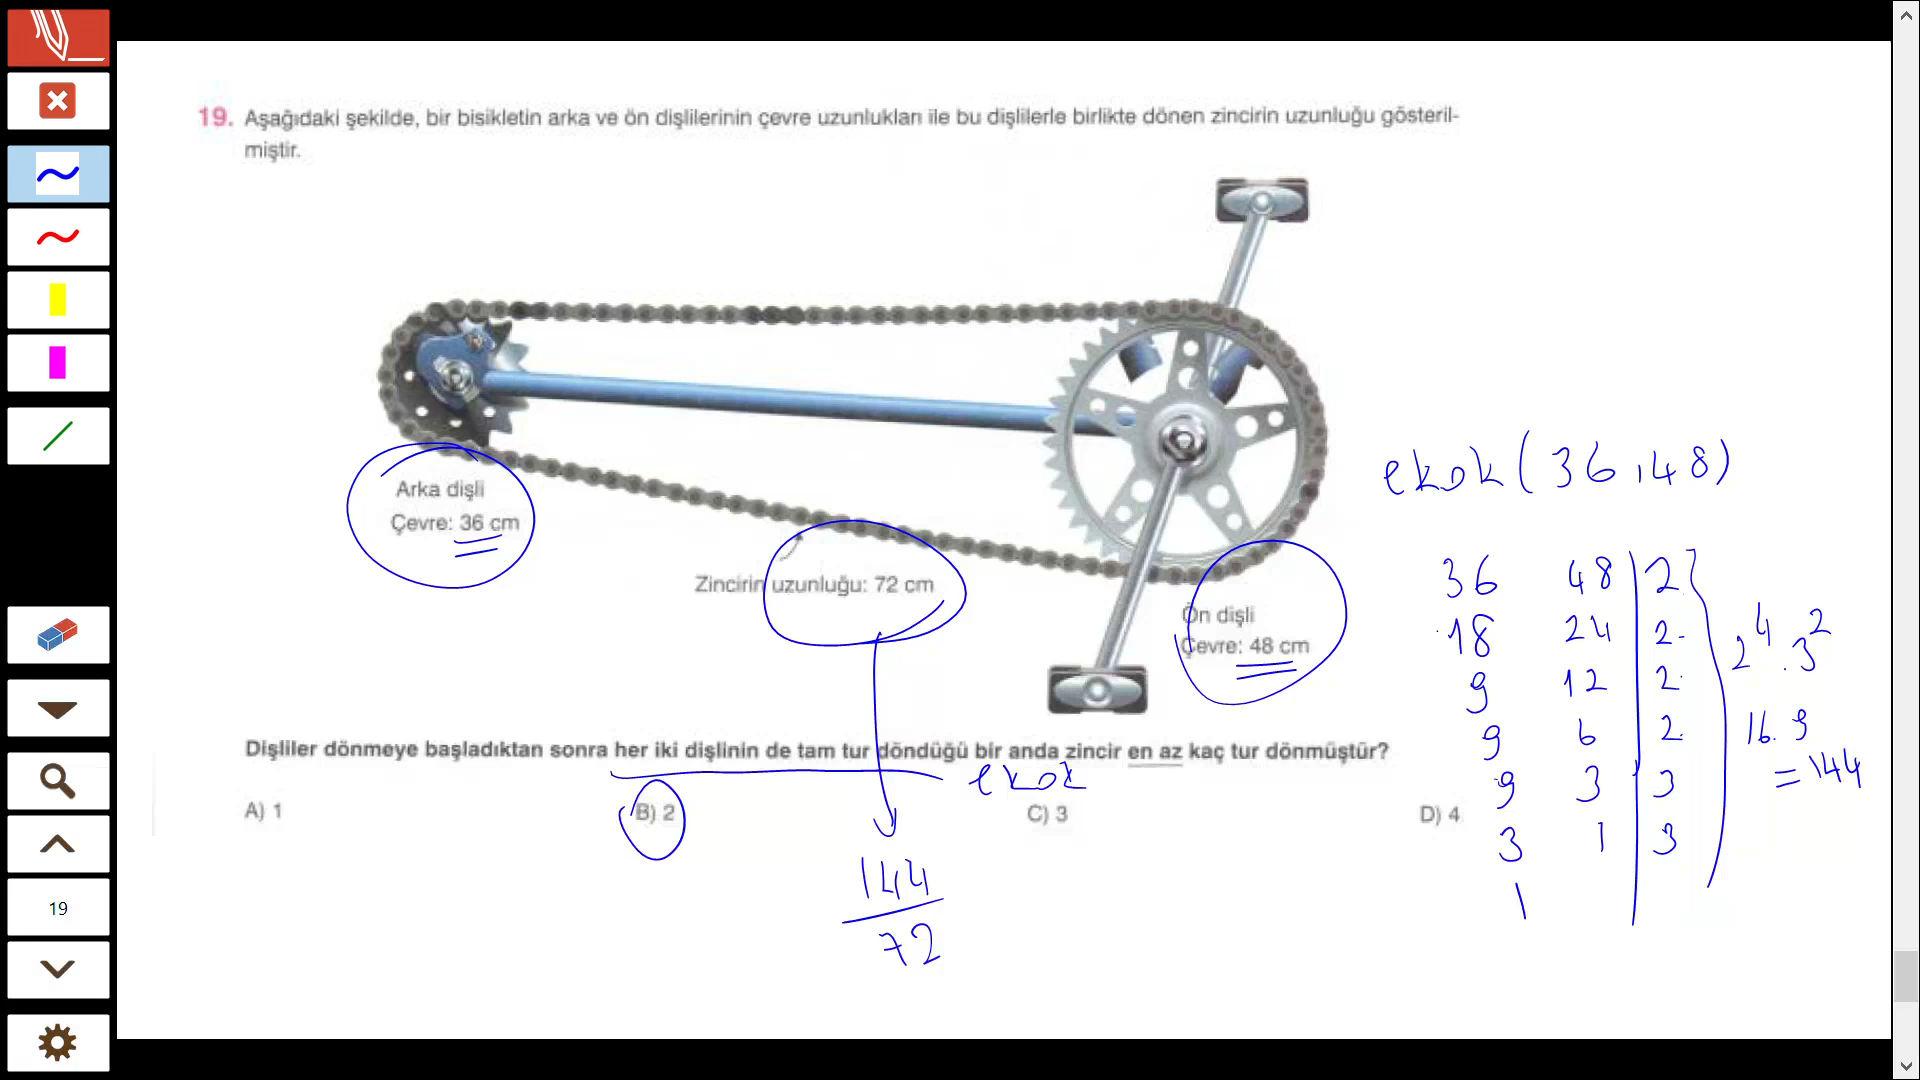 19. Aşağıdaki şekilde, bir bisikletin arka ve ön dişlilerinin çevre uzunlukları ile bu dişlilerle birlikte dönen zincirin uzunluğu gösteril-
miştir.
Arka dişli
Çevre: 36 cm
Zincirin uzunluğu: 72 cm
Ön dişli
Çevre: 48 cm
Dişliler dönmeye başladıktan sonra her iki dişlinin de tam tur döndüğü bir anda zincir en az kaç tur dönmüştür?
ekok
A) 1 B) 2 C) 3 D) 4
144
72
ekok(36,48)
36 48 2
18 24 2
9 12 2
9 6 2
9 3 3
3 1 3
1
2^4 . 3^2
16.9
=144
19